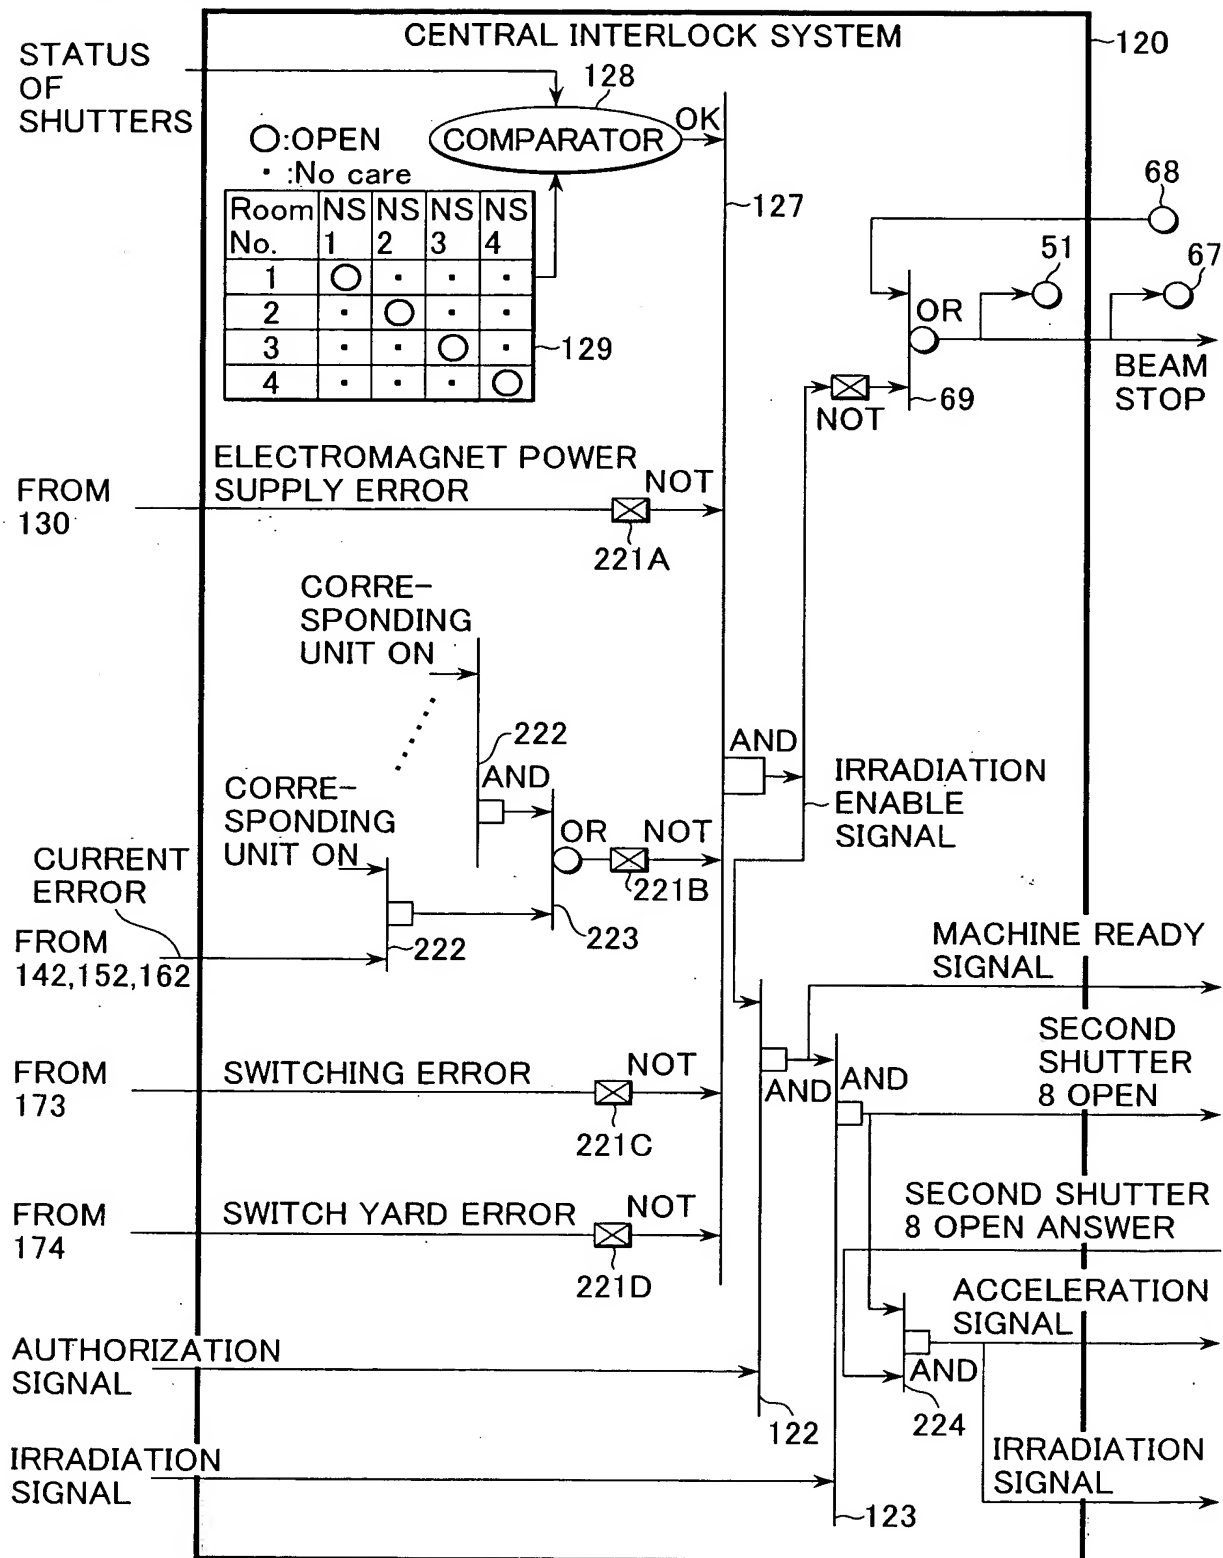 CENTRAL INTERLOCK SYSTEM
120
STATUS
OF
SHUTTERS
128
COMPARATOR
OK
127
○:OPEN
· :No care
Room No. NS 1 NS 2 NS 3 NS 4
1 ○ · · ·
2 · ○ · ·
3 · · ○ ·
4 · · · ○
129
68
51
67
OR
69
NOT
BEAM
STOP
ELECTROMAGNET POWER
SUPPLY ERROR
NOT
221A
FROM
130
CORRE-
SPONDING
UNIT ON
222
AND
CORRE-
SPONDING
UNIT ON
222
OR
223
NOT
221B
AND
IRRADIATION
ENABLE
SIGNAL
CURRENT
ERROR
FROM
142,152,162
MACHINE READY
SIGNAL
SECOND
SHUTTER
8 OPEN
FROM
173
SWITCHING ERROR
NOT
221C
AND
AND
SECOND SHUTTER
8 OPEN ANSWER
FROM
174
SWITCH YARD ERROR
NOT
221D
ACCELERATION
SIGNAL
AND
224
AUTHORIZATION
SIGNAL
122
IRRADIATION
SIGNAL
IRRADIATION
SIGNAL
123